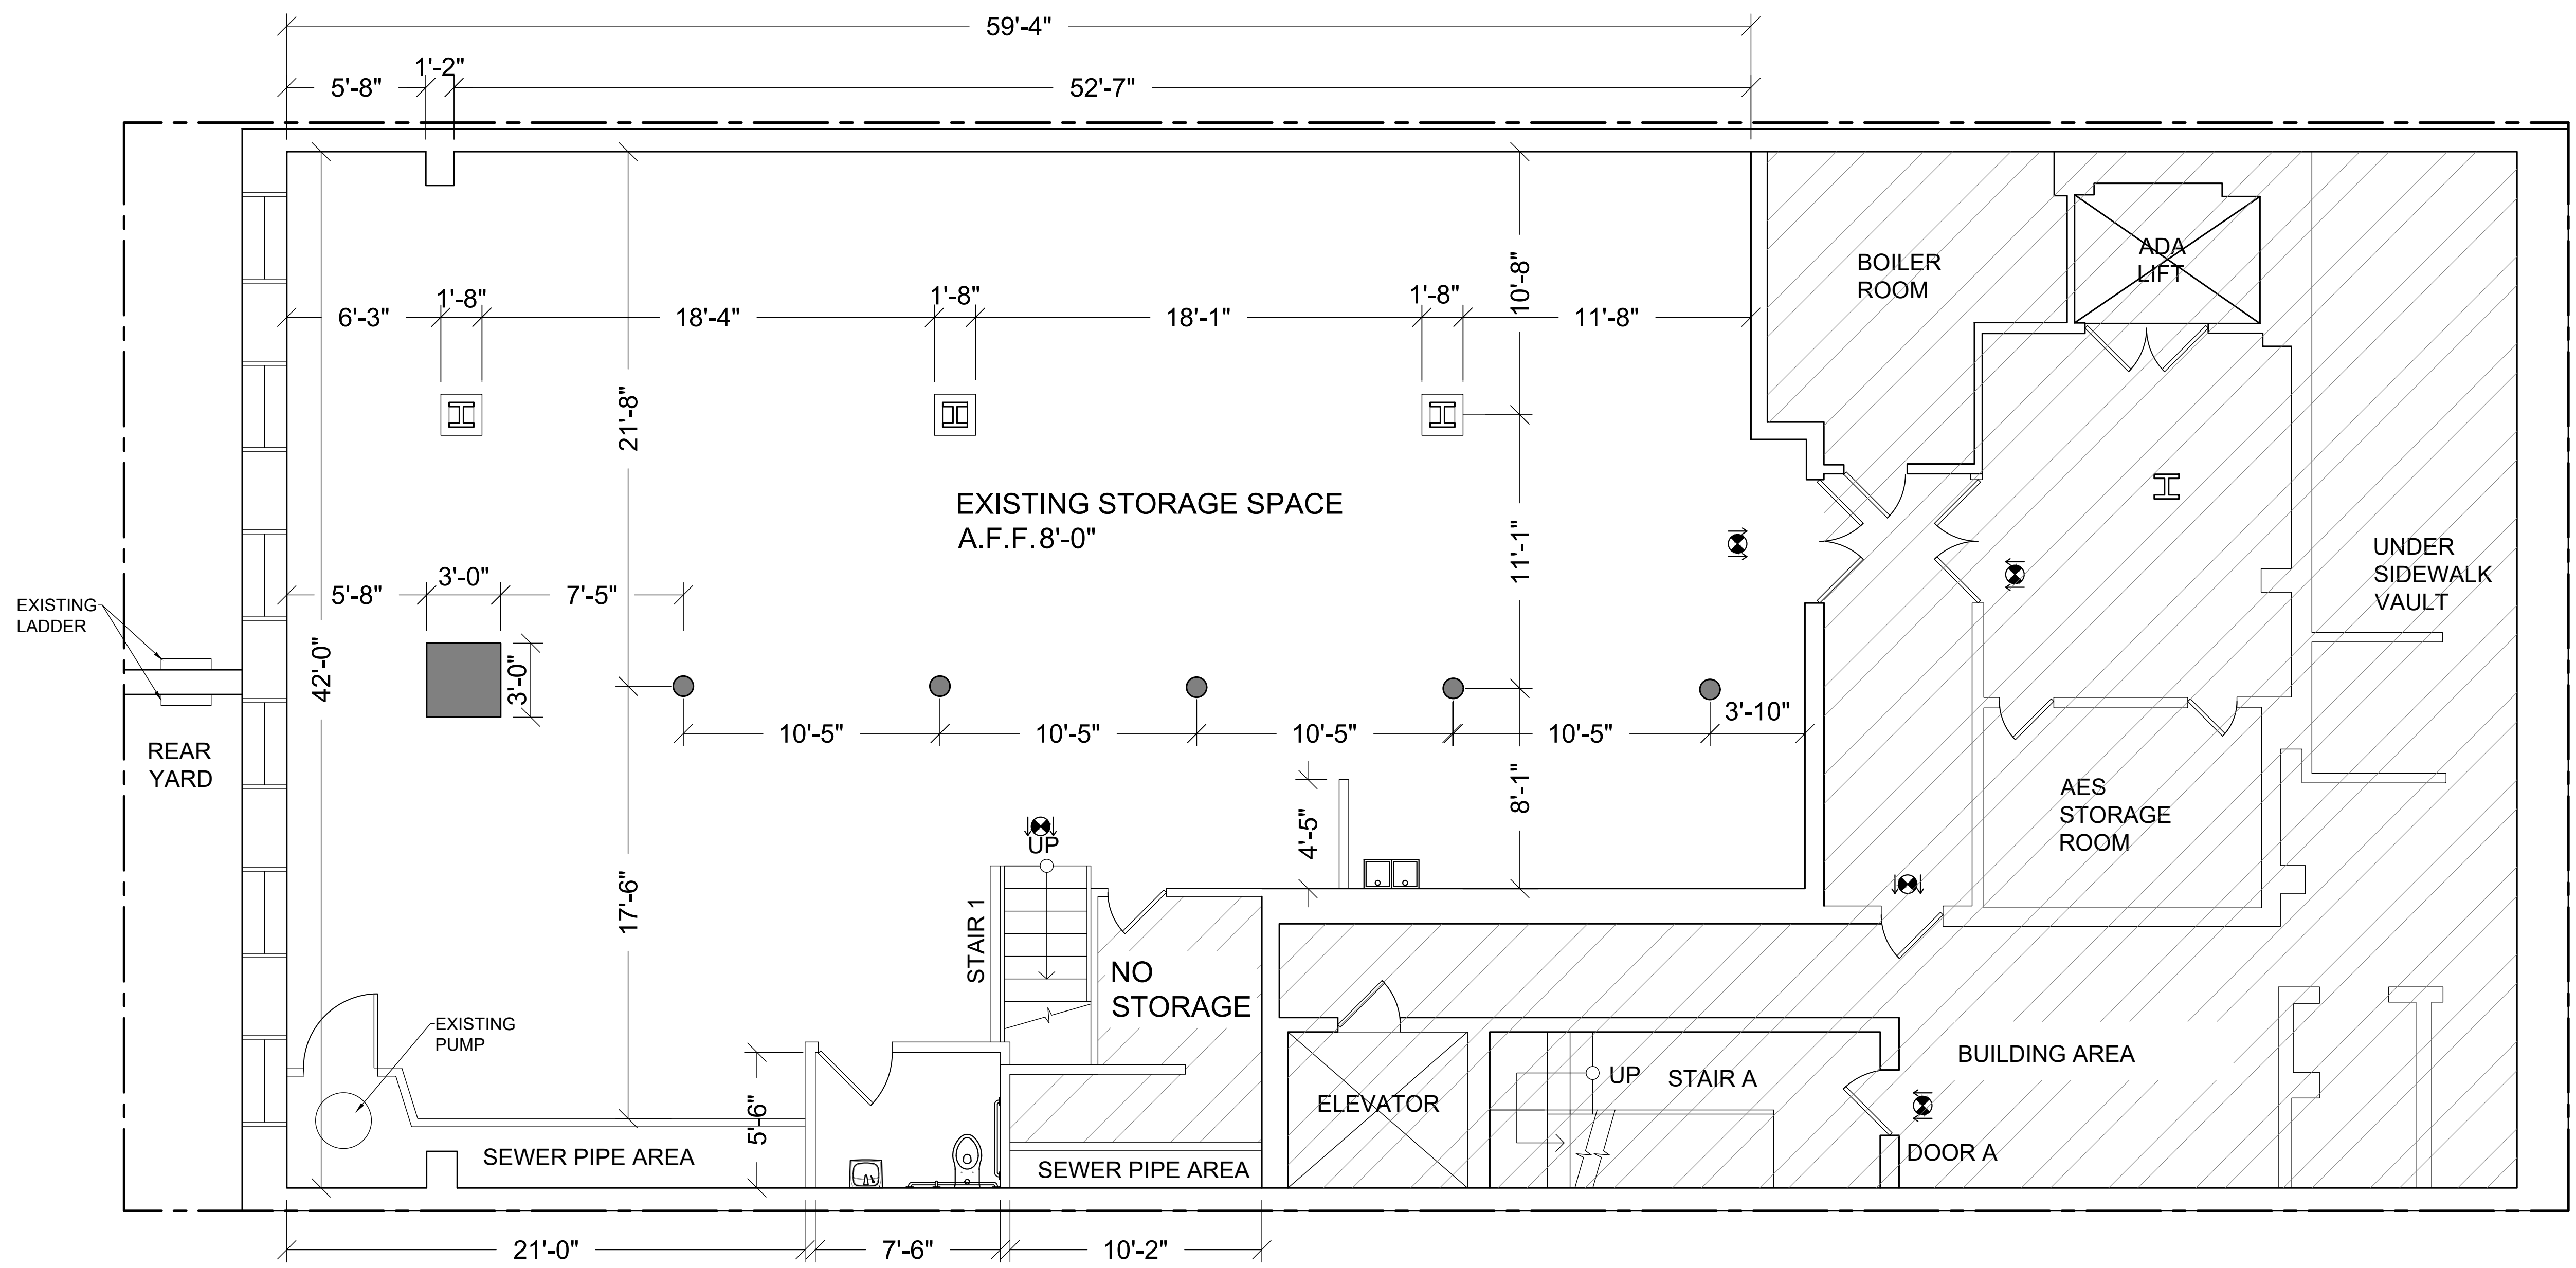 59'-4"
1'-2"
5'-8"
52'-7"
10'-8"
BOILER
ROOM
ADA
LIFT
1'-8"
1'-8"
1'-8"
6'-3"
18'-4"
18'-1"
11'-8"
21'-8"
EXISTING STORAGE SPACE
A.F.F. 8'-0"
11'-1"
UNDER
SIDEWALK
VAULT
3'-0"
5'-8"
7'-5"
EXISTING
LADDER
42'-0"
3'-0"
3'-10"
10'-5"
10'-5"
10'-5"
10'-5"
REAR
YARD
8'-1"
4'-5"
AES
STORAGE
ROOM
UP
17'-6"
STAIR 1
NO
STORAGE
EXISTING
PUMP
BUILDING AREA
UP
STAIR A
ELEVATOR
5'-6"
DOOR A
SEWER PIPE AREA
SEWER PIPE AREA
21'-0"
7'-6"
10'-2"